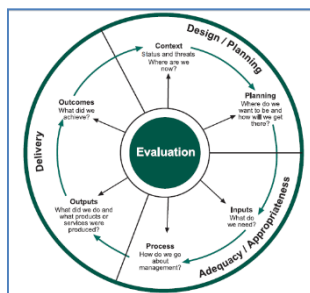 Design / Planning
Context
Status and threats
Where are we
now?
Planning
Where do we
want to be and
how will we get
there?
Inputs
What do
we need?
Adequacy / Appropriateness
Process
How do we go
about
management?
Outputs
What did we do and
what products or
services were
produced?
Delivery
Outcomes
What did we
achieve?
Evaluation